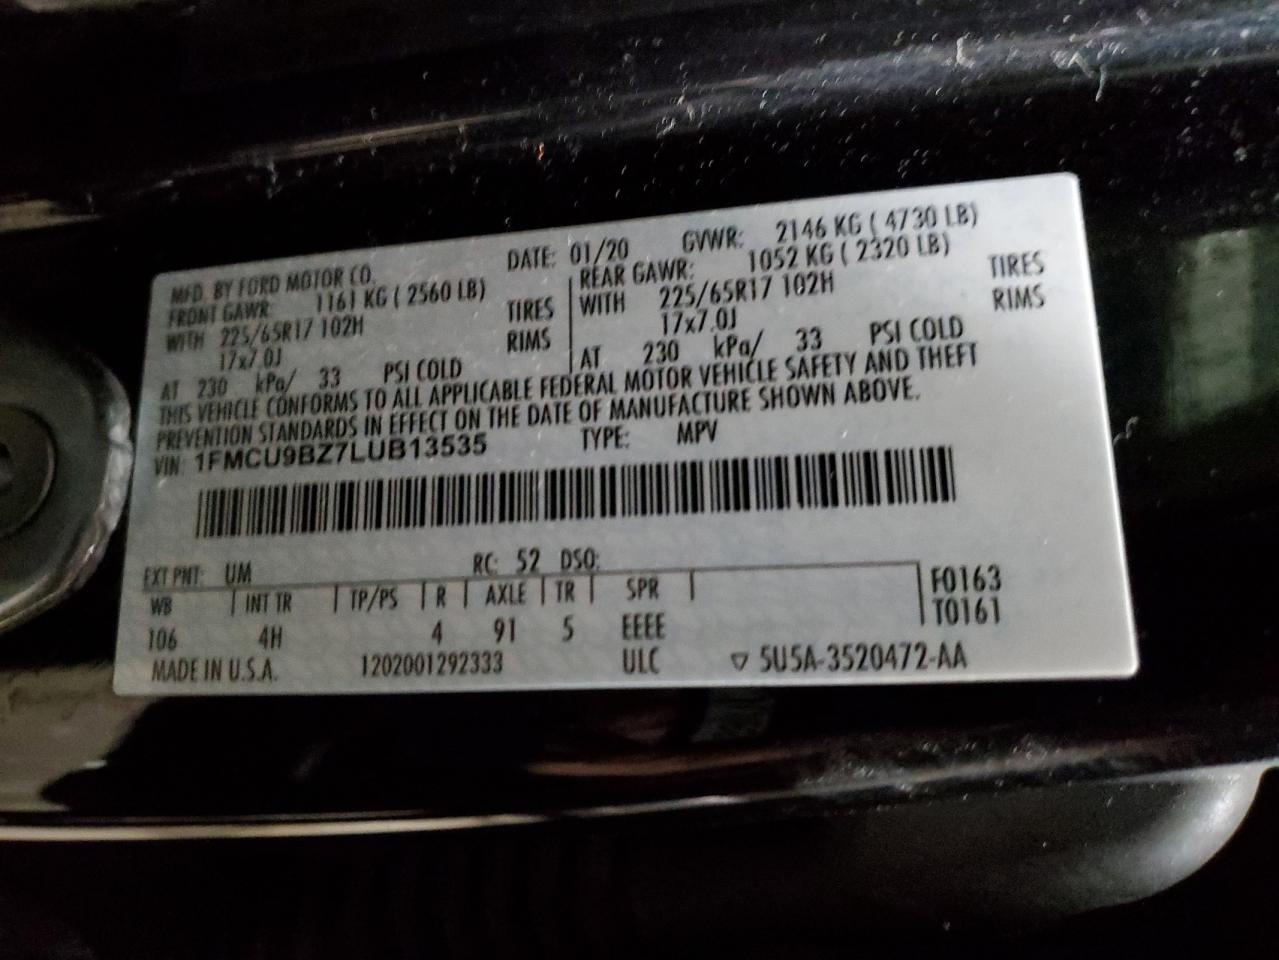 MFD. BY FORD MOTOR CO. DATE: 01/20 GVWR: 2146 KG ( 4730 LB)
FRONT GAWR: 1161 KG ( 2560 LB) REAR GAWR: 1052 KG ( 2320 LB)
WITH 225/65R17 102H TIRES WITH 225/65R17 102H TIRES
17x7.0J RIMS 17x7.0J RIMS
AT 230 kPa/ 33 PSI COLD AT 230 kPa/ 33 PSI COLD
THIS VEHICLE CONFORMS TO ALL APPLICABLE FEDERAL MOTOR VEHICLE SAFETY AND THEFT
PREVENTION STANDARDS IN EFFECT ON THE DATE OF MANUFACTURE SHOWN ABOVE.
VIN: 1FMCU9BZ7LUB13535 TYPE: MPV
EXT PNT: UM RC: 52 DSO:
WB INT TR TP/PS R AXLE TR SPR F0163
106 4H 4 91 5 EEEE T0161
MADE IN U.S.A. 1202001292333 ULC ▽ 5U5A-3520472-AA